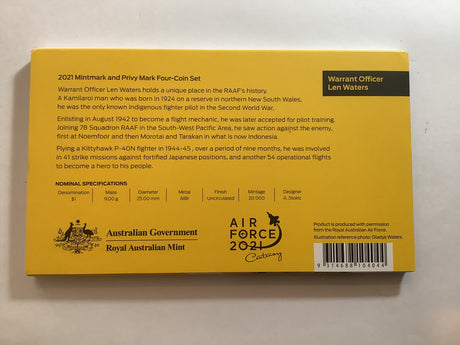 2021 Mintmark and Privy Mark Four-Coin Set
Warrant Officer
Len Waters
Warrant Officer Len Waters holds a unique place in the RAAF's history.
A Kamilaroi man who was born in 1924 on a reserve in northern New South Wales,
he was the only known Indigenous fighter pilot in the Second World War.
Enlisting in August 1942 to become a flight mechanic, he was later accepted for pilot training.
Joining 78 Squadron RAAF in the South-West Pacific Area, he saw action against the enemy,
first at Noemfoor and then Morotai and Tarakan in what is now Indonesia.
Flying a Kittyhawk P-40N fighter in 1944-45, over a period of nine months, he was involved
in 41 strike missions against fortified Japanese positions, and another 54 operational flights
to become a hero to his people.
NOMINAL SPECIFICATIONS
Denomination Mass Diameter Metal Finish Mintage Designer
$1 9.00 g 25.00 mm AlBr Uncirculated 20 000 A. Stokic
Australian Government
Royal Australian Mint
AIR
FORCE
2021
Centenary
Product is produced with permission
from the Royal Australian Air Force.
Illustration reference photo: Gladys Waters.
9 314688 104044